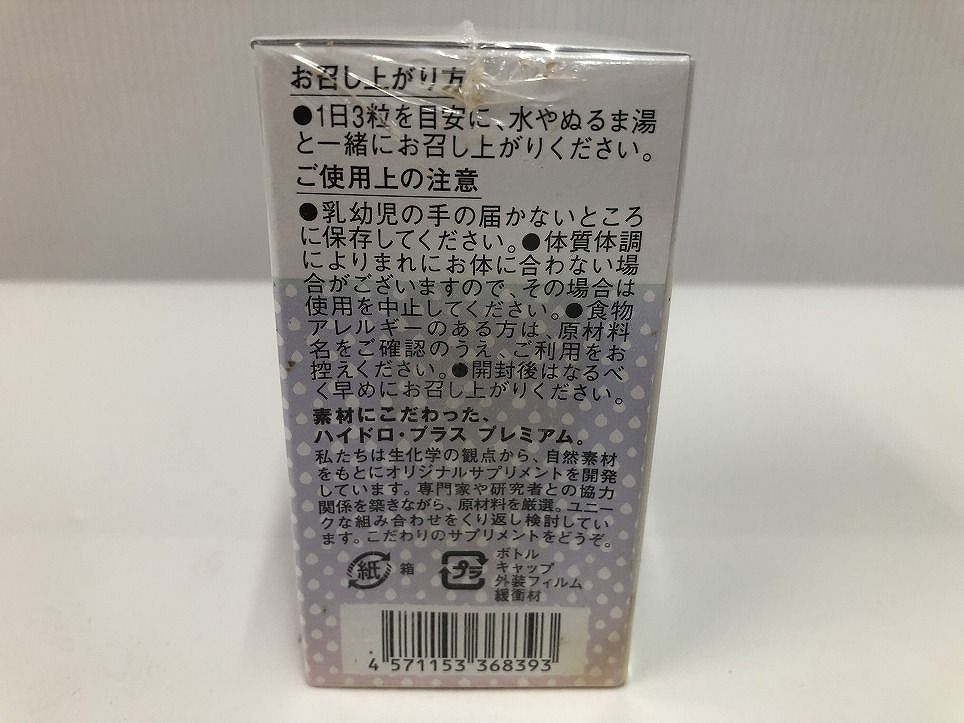 お召し上がり方
●1日3粒を目安に、水やぬるま湯
と一緒にお召し上がりください。
ご使用上の注意
●乳幼児の手の届かないところ
に保存してください。●体質体調
によりまれにお体に合わない場
合がございますので、その場合は
使用を中止してください。●食物
アレルギーのある方は、原材料
名をご確認のうえ、ご利用をお
控えください。●開封後はなるべ
く早めにお召し上がりください。
素材にこだわった、
ハイドロ・プラス プレミアム。
私たちは生化学の観点から、自然素材
をもとにオリジナルサプリメントを開発
しています。専門家や研究者との協力
関係を築きながら、原材料を厳選。ユニー
クな組み合わせをくり返し検討してい
ます。こだわりのサプリメントをどうぞ。
紙 箱
プラ ボトル
キャップ
外装フィルム
緩衝材
4 571153 368393